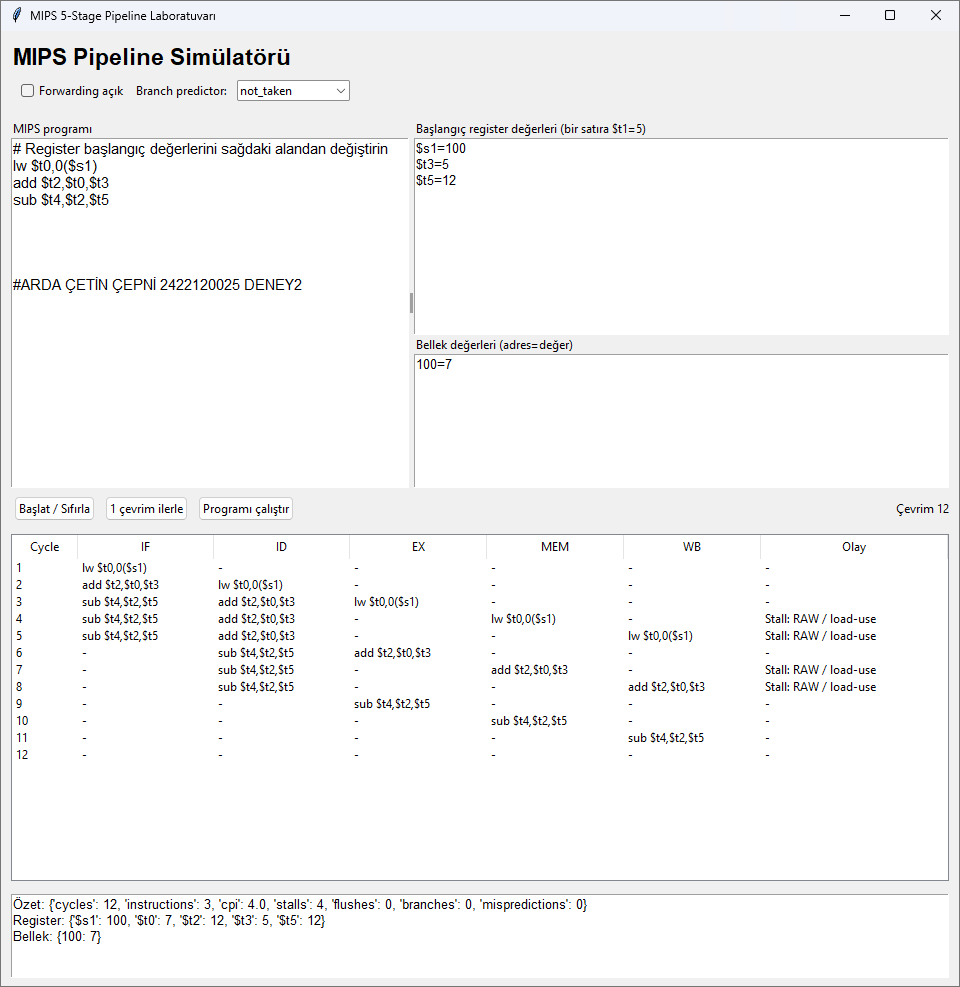 MIPS 5-Stage Pipeline Laboratuvarı
MIPS Pipeline Simülatörü
Forwarding açık Branch predictor: not_taken
MIPS programı
# Register başlangıç değerlerini sağdaki alandan değiştirin
lw $t0,0($s1)
add $t2,$t0,$t3
sub $t4,$t2,$t5
#ARDA ÇETİN ÇEPNİ 2422120025 DENEY2
Başlangıç register değerleri (bir satıra $t1=5)
$s1=100
$t3=5
$t5=12
Bellek değerleri (adres=değer)
100=7
Başlat / Sıfırla 1 çevrim ilerle Programı çalıştır Çevrim 12
Cycle IF ID EX MEM WB Olay
1 lw $t0,0($s1) - - - - -
2 add $t2,$t0,$t3 lw $t0,0($s1) - - - -
3 sub $t4,$t2,$t5 add $t2,$t0,$t3 lw $t0,0($s1) - - -
4 sub $t4,$t2,$t5 add $t2,$t0,$t3 - lw $t0,0($s1) - Stall: RAW / load-use
5 sub $t4,$t2,$t5 add $t2,$t0,$t3 - - lw $t0,0($s1) Stall: RAW / load-use
6 - sub $t4,$t2,$t5 add $t2,$t0,$t3 - - -
7 - sub $t4,$t2,$t5 - add $t2,$t0,$t3 - Stall: RAW / load-use
8 - sub $t4,$t2,$t5 - - add $t2,$t0,$t3 Stall: RAW / load-use
9 - - sub $t4,$t2,$t5 - - -
10 - - - sub $t4,$t2,$t5 - -
11 - - - - sub $t4,$t2,$t5 -
12 - - - - - -
Özet: {'cycles': 12, 'instructions': 3, 'cpi': 4.0, 'stalls': 4, 'flushes': 0, 'branches': 0, 'mispredictions': 0}
Register: {'$s1': 100, '$t0': 7, '$t2': 12, '$t3': 5, '$t5': 12}
Bellek: {100: 7}